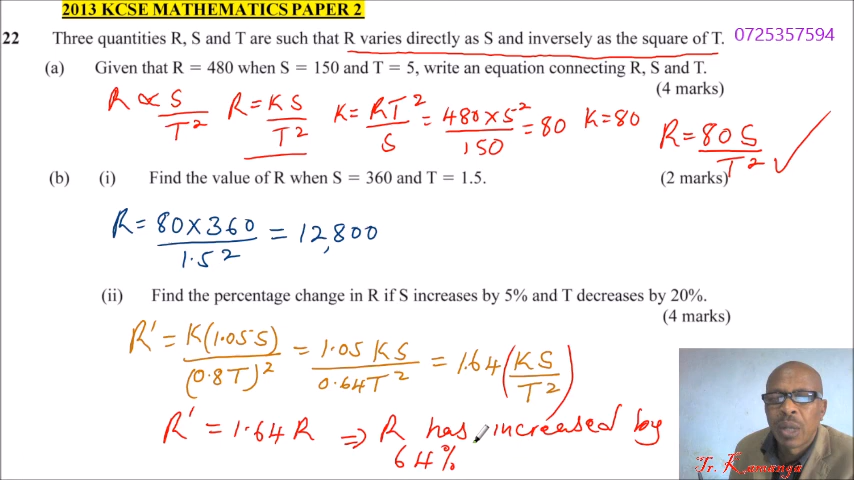 2013 KCSE MATHEMATICS PAPER 2
22 Three quantities R, S and T are such that R varies directly as S and inversely as the square of T. 0725357594
(a) Given that R = 480 when S = 150 and T = 5, write an equation connecting R, S and T.
(4 marks)
R ∝ S/T² R = KS/T² K = RT²/S = 480×5²/150 = 80 K=80 R = 80S/T² ✓
(b) (i) Find the value of R when S = 360 and T = 1.5. (2 marks)
R = 80×360/1.5² = 12,800
(ii) Find the percentage change in R if S increases by 5% and T decreases by 20%.
(4 marks)
R' = K(1.05S)/(0.8T)² = 1.05KS/0.64T² = 1.64(KS/T²)
R' = 1.64R ⇒ R has increased by
64%
Tr. Kamanga